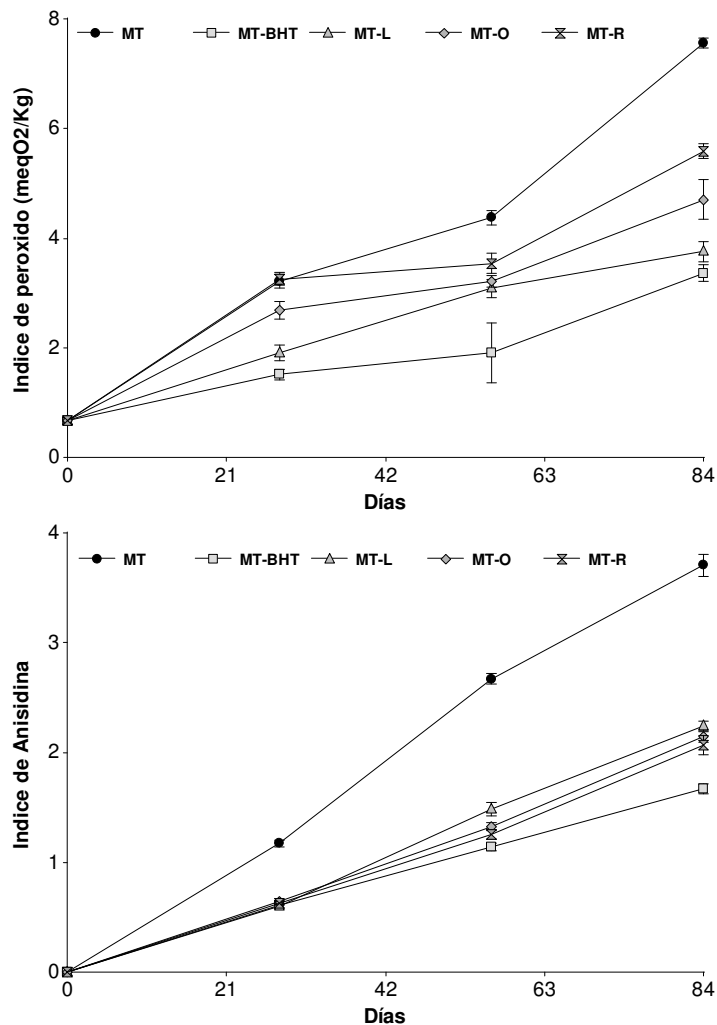 8
MT MT-BHT MT-L MT-O MT-R
6
4
2
0
Indice de peroxido (meqO2/Kg)
0 21 42 63 84
Días
4
MT MT-BHT MT-L MT-O MT-R
3
2
1
0
Indice de Anisidina
0 21 42 63 84
Días